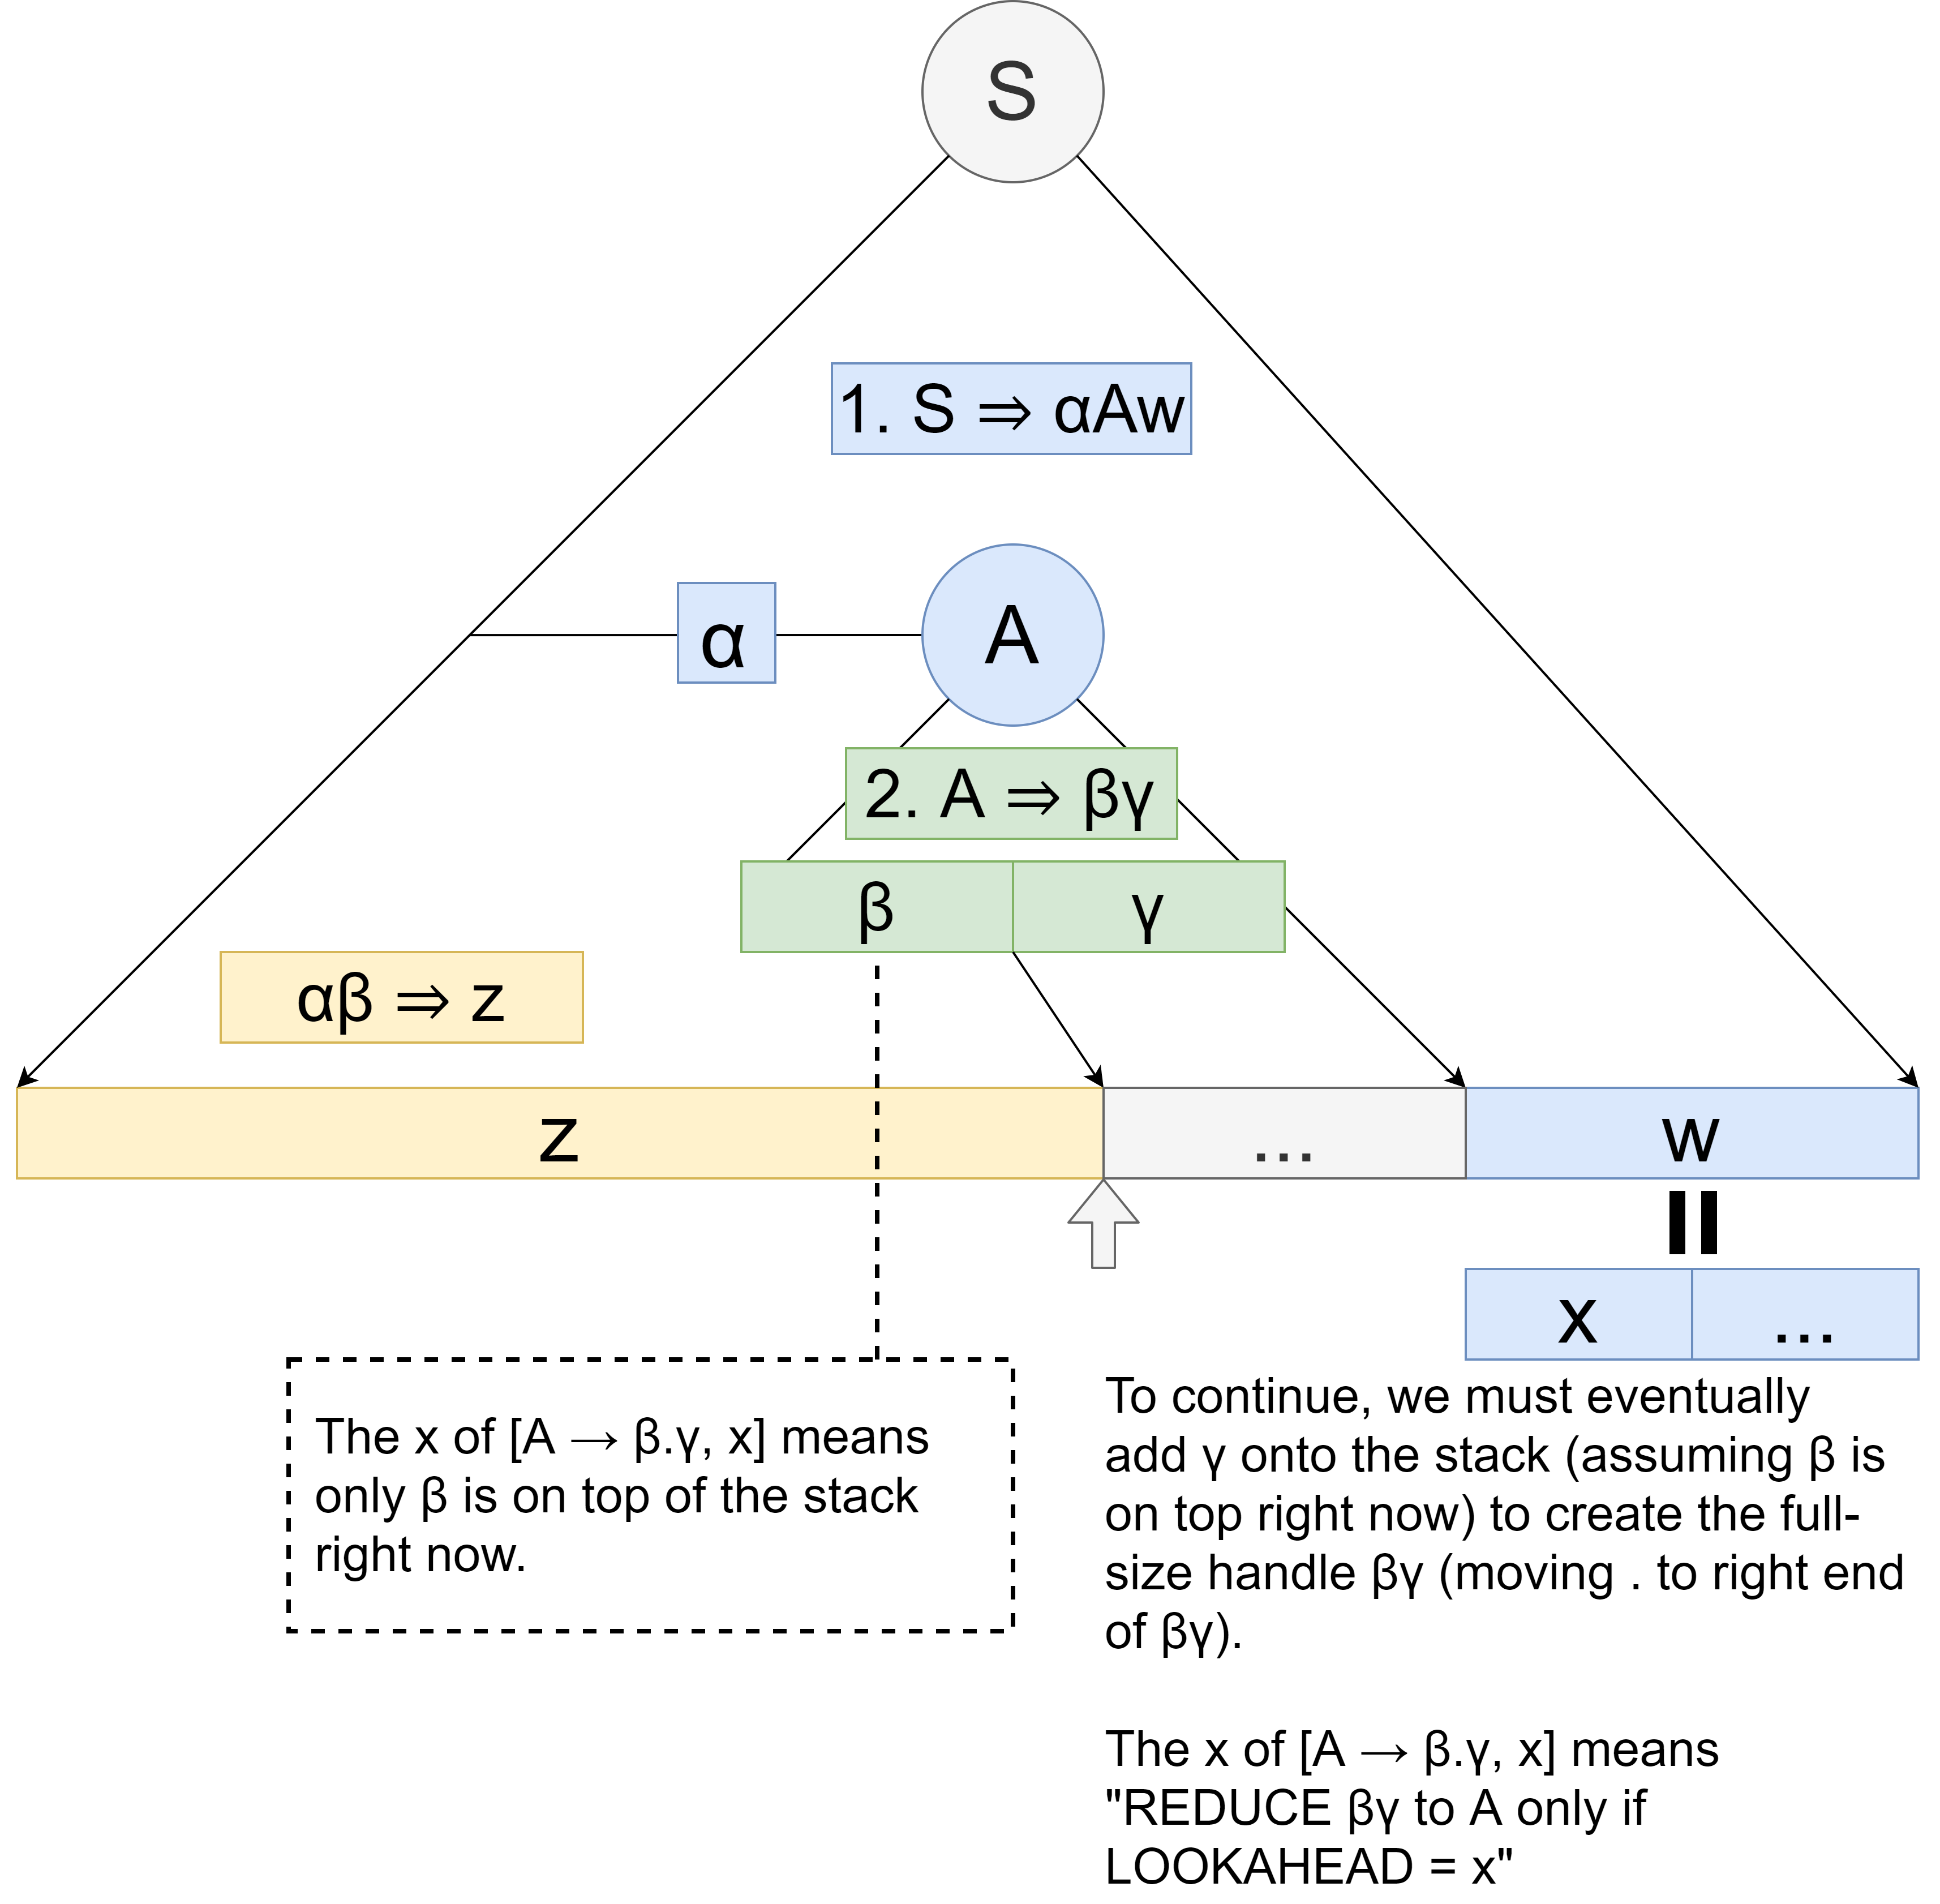 S
1. S ⇒ αAw
α
A
2. A ⇒ βγ
β
γ
αβ ⇒ z
z
...
w
x
...
The x of [A → β.γ, x] means
only β is on top of the stack
right now.
To continue, we must eventually
add γ onto the stack (assuming β is
on top right now) to create the full-
size handle βγ (moving . to right end
of βγ).
The x of [A → β.γ, x] means
"REDUCE βγ to A only if
LOOKAHEAD = x"